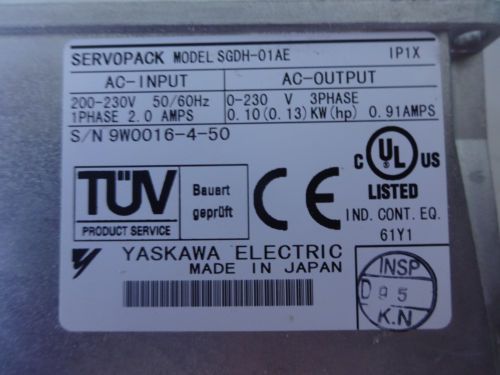 SERVOPACK MODEL SGDH-01AE IP1X
AC-INPUT AC-OUTPUT
200-230V 50/60Hz 0-230 V 3PHASE
1PHASE 2.0 AMPS 0.10(0.13)KW(hp) 0.91AMPS
S/N 9W0016-4-50
TÜV
PRODUCT SERVICE
Bauart
geprüft
CE
C UL US
LISTED
IND. CONT. EQ.
61Y1
YASKAWA ELECTRIC
MADE IN JAPAN
INSP
D 95
K.N